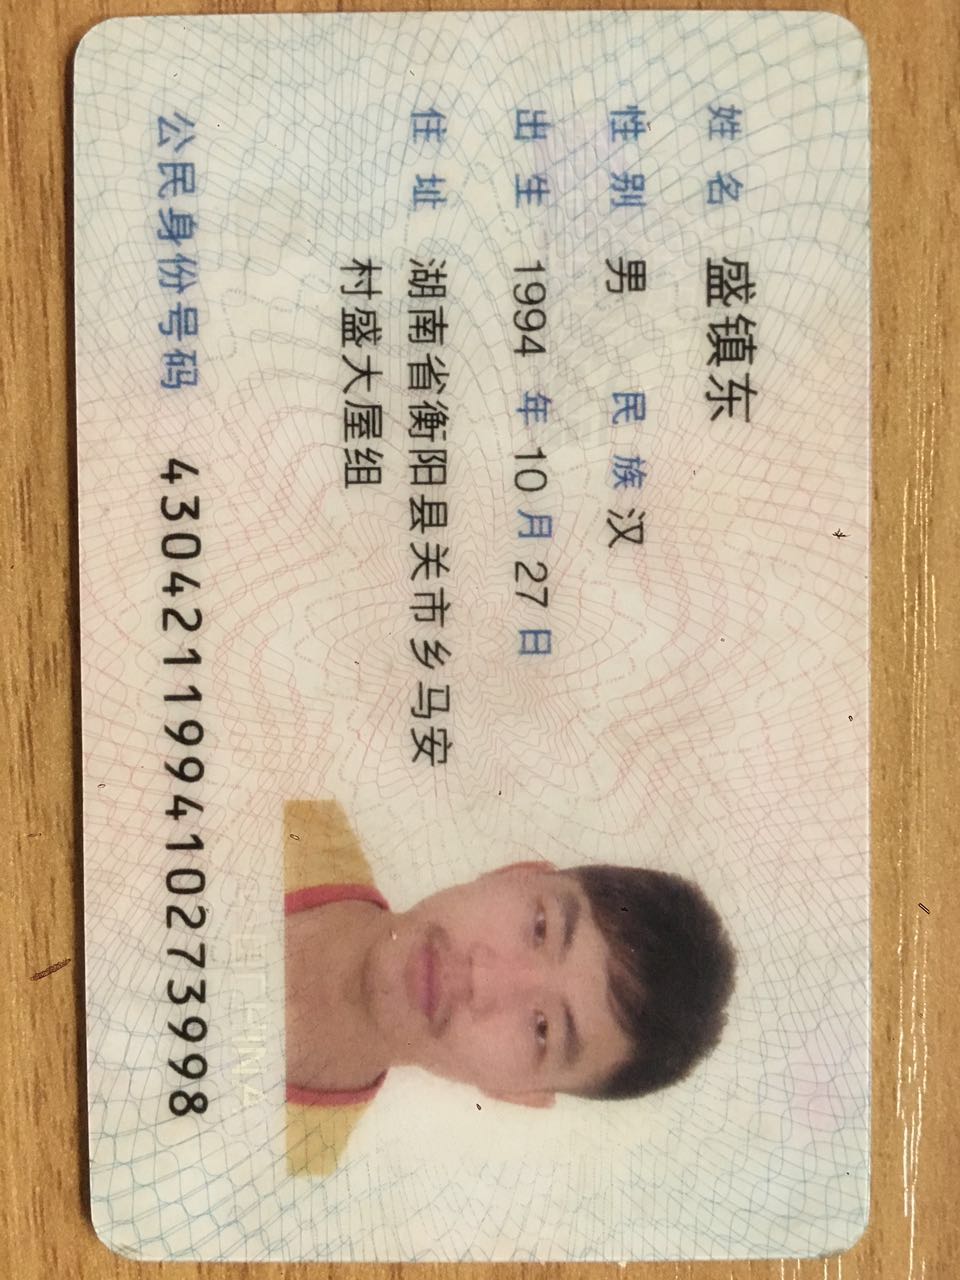 姓名 盛镇东
性别 男 民族 汉
出生 1994 年 10 月 27 日
住址 湖南省衡阳县关市乡马安
村盛大屋组
公民身份号码 430421199410273998